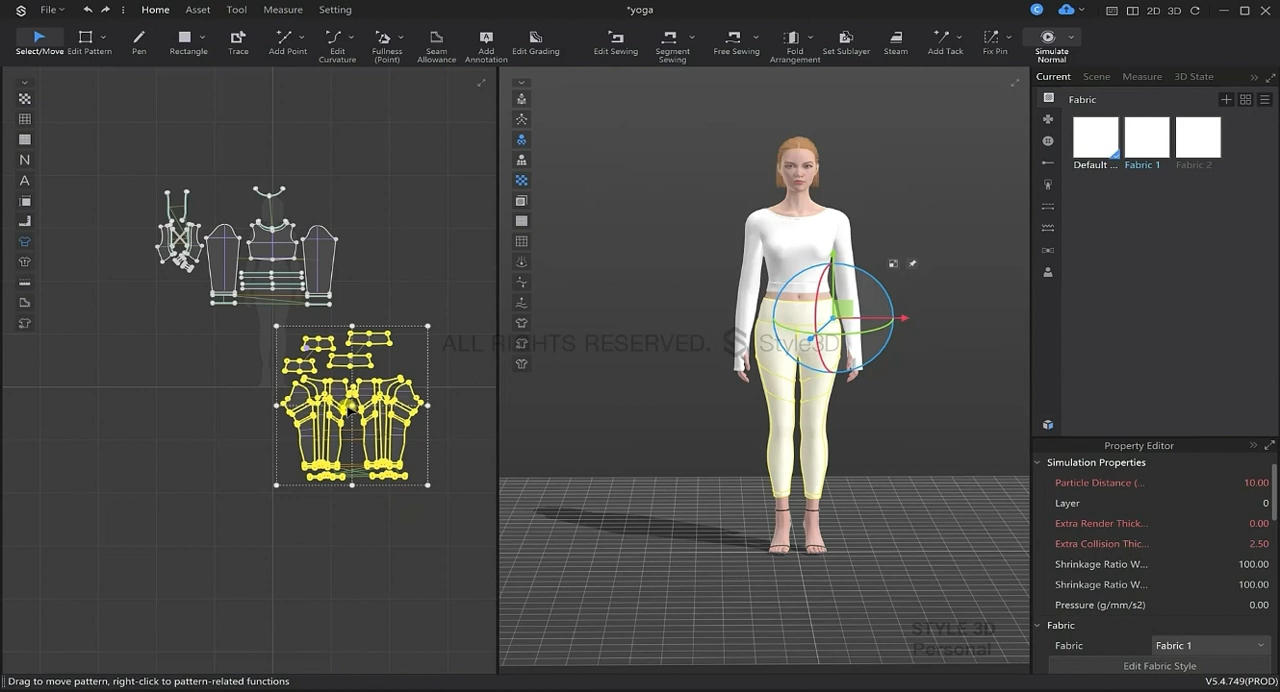 File Home Asset Tool Measure Setting *yoga C 2D 3D
Select/Move Edit Pattern Pen Rectangle Trace Add Point Edit Curvature Fullness (Point) Seam Allowance Add Annotation Edit Grading Edit Sewing Segment Sewing Free Sewing Fold Arrangement Set Sublayer Steam Add Tack Fix Pin Simulate Normal
Current Scene Measure 3D State
Fabric
Default ... Fabric 1 Fabric 2
N
A
ALL RIGHTS RESERVED. Style3D
STYLE 3D
Personal
Property Editor
Simulation Properties
Particle Distance (... 10.00
Layer 0
Extra Render Thick... 0.00
Extra Collision Thic... 2.50
Shrinkage Ratio W... 100.00
Shrinkage Ratio W... 100.00
Pressure (g/mm/s2) 0.00
Fabric
Fabric Fabric 1
Edit Fabric Style
Drag to move pattern, right-click to pattern-related functions V5.4.749(PROD)